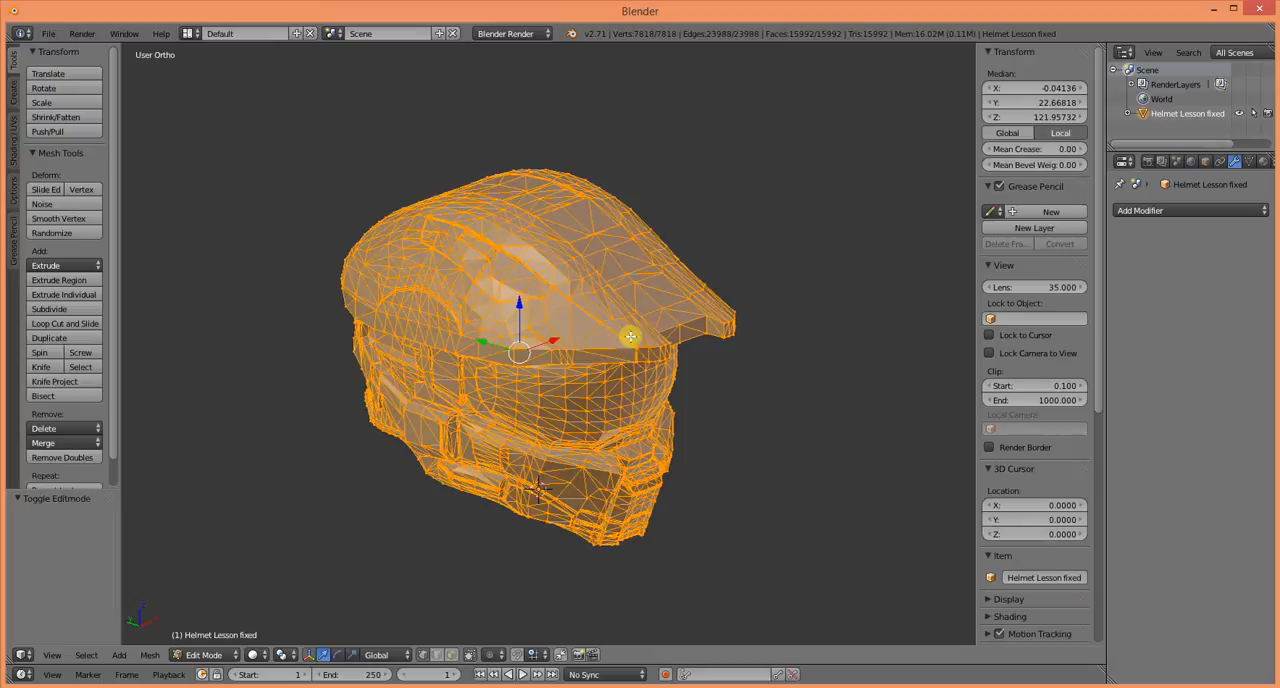 Blender
File Render Window Help Default Scene Blender Render v2.71 | Verts:7818/7818 | Edges:23988/23988 | Faces:15992/15992 | Tris:15992 | Mem:16.02M (0.11M) | Helmet Lesson fixed
Tools
Create
Shading / UVs
Options
Grease Pencil
Transform
Translate
Rotate
Scale
Shrink/Fatten
Push/Pull
Mesh Tools
Deform:
Slide Ed Vertex
Noise
Smooth Vertex
Randomize
Add:
Extrude
Extrude Region
Extrude Individual
Subdivide
Loop Cut and Slide
Duplicate
Spin Screw
Knife Select
Knife Project
Bisect
Remove:
Delete
Merge
Remove Doubles
Repeat:
Toggle Editmode
User Ortho
(1) Helmet Lesson fixed
Transform
Median:
X: -0.04136
Y: 22.66818
Z: 121.95732
Global Local
Mean Crease: 0.00
Mean Bevel Weig: 0.00
Grease Pencil
New
New Layer
Delete Fra... Convert
View
Lens: 35.000
Lock to Object:
Lock to Cursor
Lock Camera to View
Clip:
Start: 0.100
End: 1000.000
Local Camera:
Render Border
3D Cursor
Location:
X: 0.0000
Y: 0.0000
Z: 0.0000
Item
Helmet Lesson fixed
Display
Shading
Motion Tracking
View Search All Scenes
Scene
RenderLayers
World
Helmet Lesson fixed
Helmet Lesson fixed
Add Modifier
View Select Add Mesh Edit Mode Global
View Marker Frame Playback Start: 1 End: 250 1 No Sync